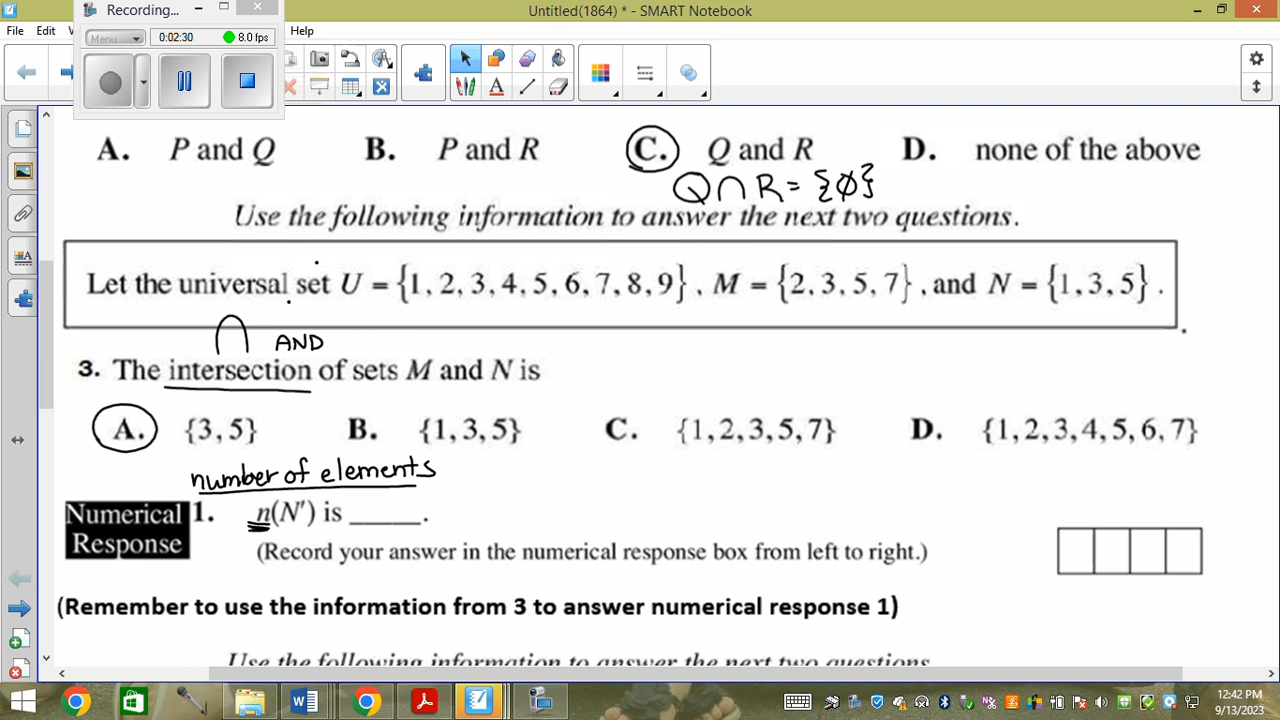 Recording...
Untitled(1864) * - SMART Notebook
Menu
0:02:30
8.0 fps
File Edit
Help
A. P and Q B. P and R C. Q and R D. none of the above
Q ∩ R = {∅}
Use the following information to answer the next two questions.
Let the universal set U = {1, 2, 3, 4, 5, 6, 7, 8, 9}, M = {2, 3, 5, 7}, and N = {1, 3, 5}.
∩ AND
3. The intersection of sets M and N is
A. {3, 5} B. {1, 3, 5} C. {1, 2, 3, 5, 7} D. {1, 2, 3, 4, 5, 6, 7}
number of elements
Numerical Response 1. n(N′) is _____.
(Record your answer in the numerical response box from left to right.)
(Remember to use the information from 3 to answer numerical response 1)
Use the following information to answer the next two questions
12:42 PM
9/13/2023